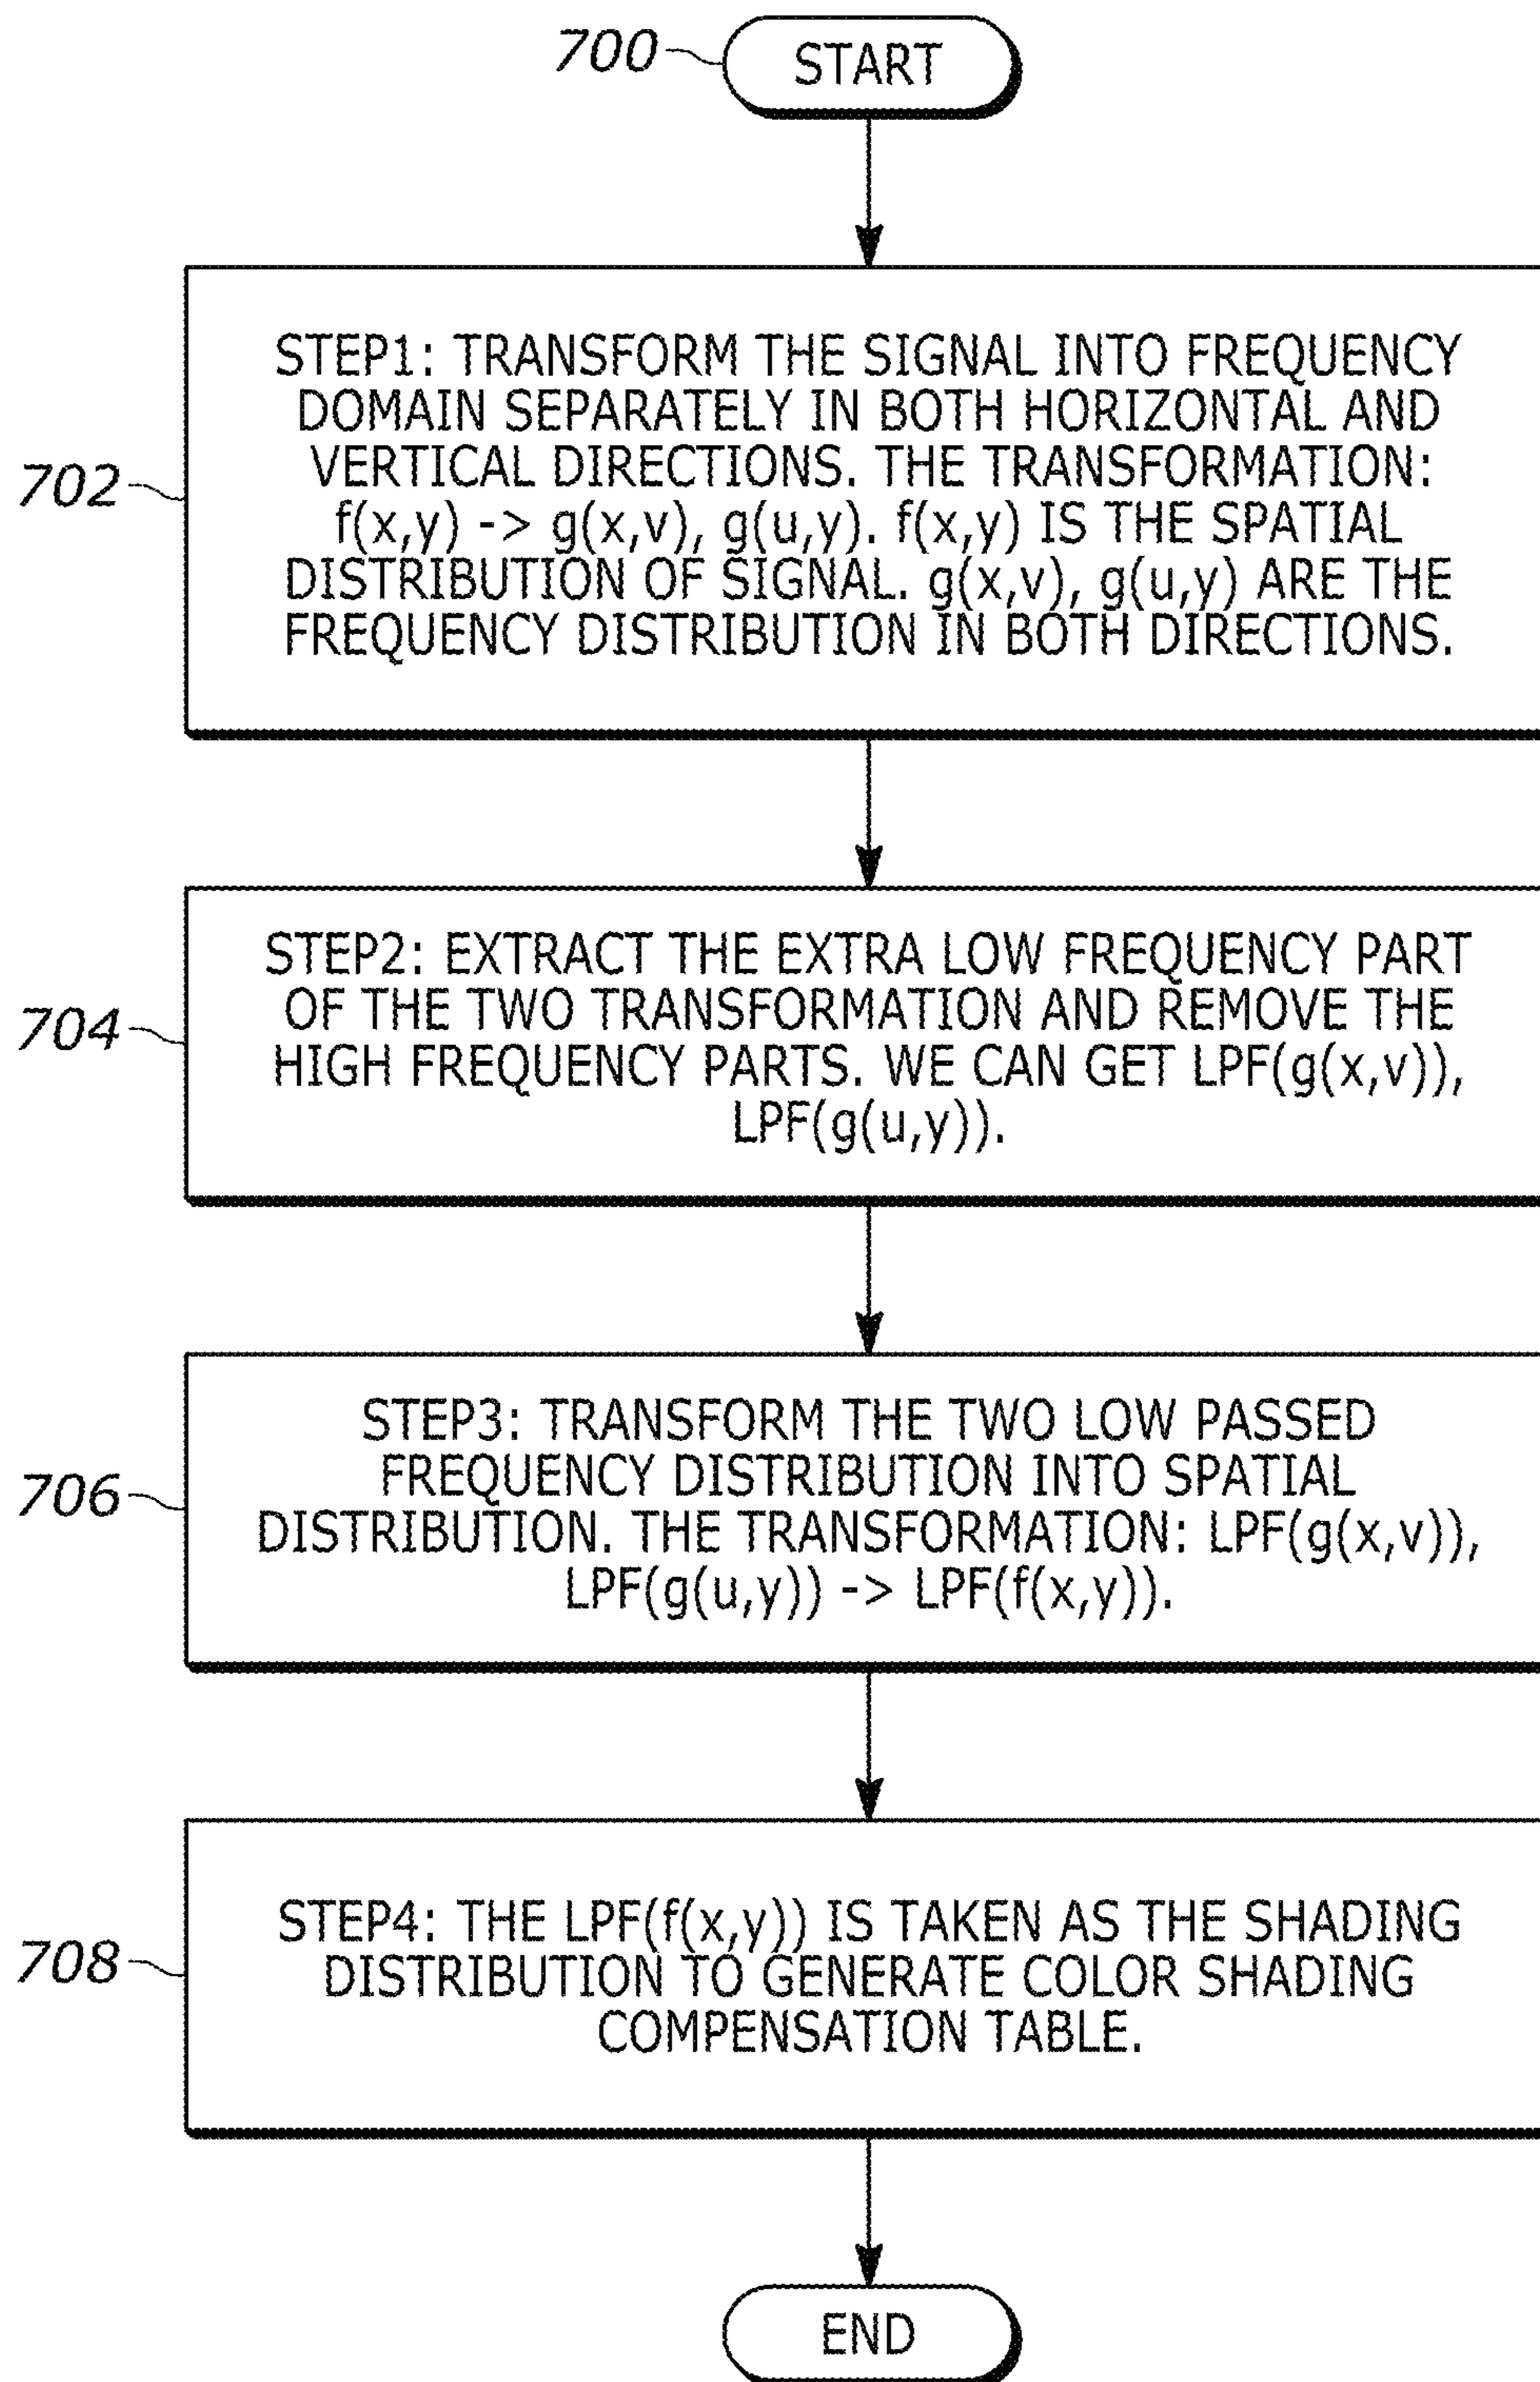 700
START
702
STEP1: TRANSFORM THE SIGNAL INTO FREQUENCY
DOMAIN SEPARATELY IN BOTH HORIZONTAL AND
VERTICAL DIRECTIONS. THE TRANSFORMATION:
f(x,y) -> g(x,v), g(u,y). f(x,y) IS THE SPATIAL
DISTRIBUTION OF SIGNAL. g(x,v), g(u,y) ARE THE
FREQUENCY DISTRIBUTION IN BOTH DIRECTIONS.
704
STEP2: EXTRACT THE EXTRA LOW FREQUENCY PART
OF THE TWO TRANSFORMATION AND REMOVE THE
HIGH FREQUENCY PARTS. WE CAN GET LPF(g(x,v)),
LPF(g(u,y)).
706
STEP3: TRANSFORM THE TWO LOW PASSED
FREQUENCY DISTRIBUTION INTO SPATIAL
DISTRIBUTION. THE TRANSFORMATION: LPF(g(x,v)),
LPF(g(u,y)) -> LPF(f(x,y)).
708
STEP4: THE LPF(f(x,y)) IS TAKEN AS THE SHADING
DISTRIBUTION TO GENERATE COLOR SHADING
COMPENSATION TABLE.
END